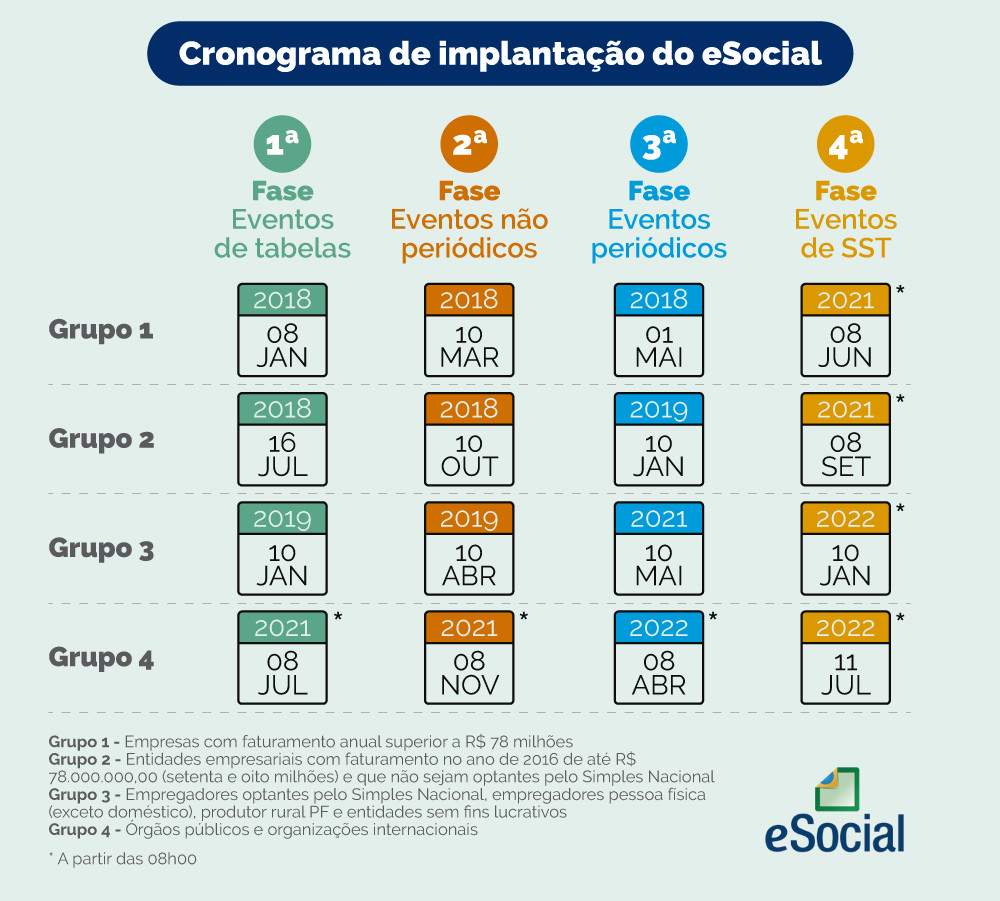 Cronograma de implantação do eSocial
1ª 2ª 3ª 4ª
Fase Fase Fase Fase
Eventos Eventos não Eventos Eventos
de tabelas periódicos periódicos de SST
2018 2018 2018 2021 *
Grupo 1 08 10 01 08
JAN MAR MAI JUN
2018 2018 2019 2021 *
Grupo 2 16 10 10 08
JUL OUT JAN SET
2019 2019 2021 2022 *
Grupo 3 10 10 10 10
JAN ABR MAI JAN
2021 * 2021 * 2022 * 2022 *
Grupo 4 08 08 08 11
JUL NOV ABR JUL
Grupo 1 - Empresas com faturamento anual superior a R$ 78 milhões
Grupo 2 - Entidades empresariais com faturamento no ano de 2016 de até R$
78.000.000,00 (setenta e oito milhões) e que não sejam optantes pelo Simples Nacional
Grupo 3 - Empregadores optantes pelo Simples Nacional, empregadores pessoa física
(exceto doméstico), produtor rural PF e entidades sem fins lucrativos
Grupo 4 - Órgãos públicos e organizações internacionais
* A partir das 08h00
eSocial